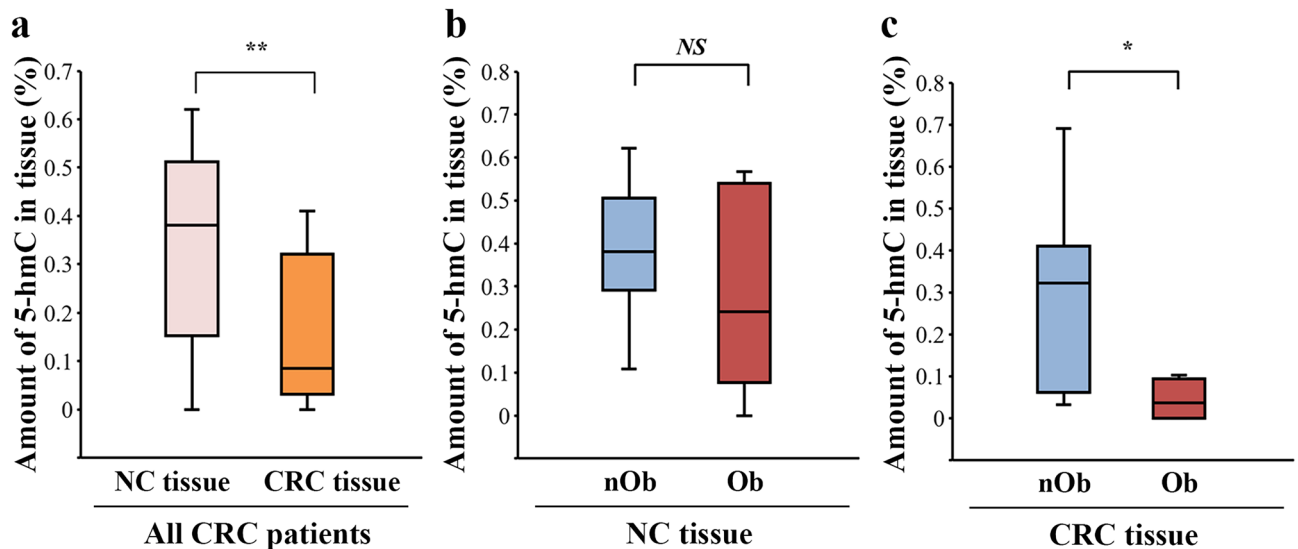 a
**
Amount of 5-hmC in tissue (%)
0.7
0.6
0.5
0.4
0.3
0.2
0.1
0
NC tissue CRC tissue
All CRC patients
b
NS
Amount of 5-hmC in tissue (%)
0.8
0.7
0.6
0.5
0.4
0.3
0.2
0.1
0
nOb Ob
NC tissue
c
*
Amount of 5-hmC in tissue (%)
0.8
0.7
0.6
0.5
0.4
0.3
0.2
0.1
0
nOb Ob
CRC tissue